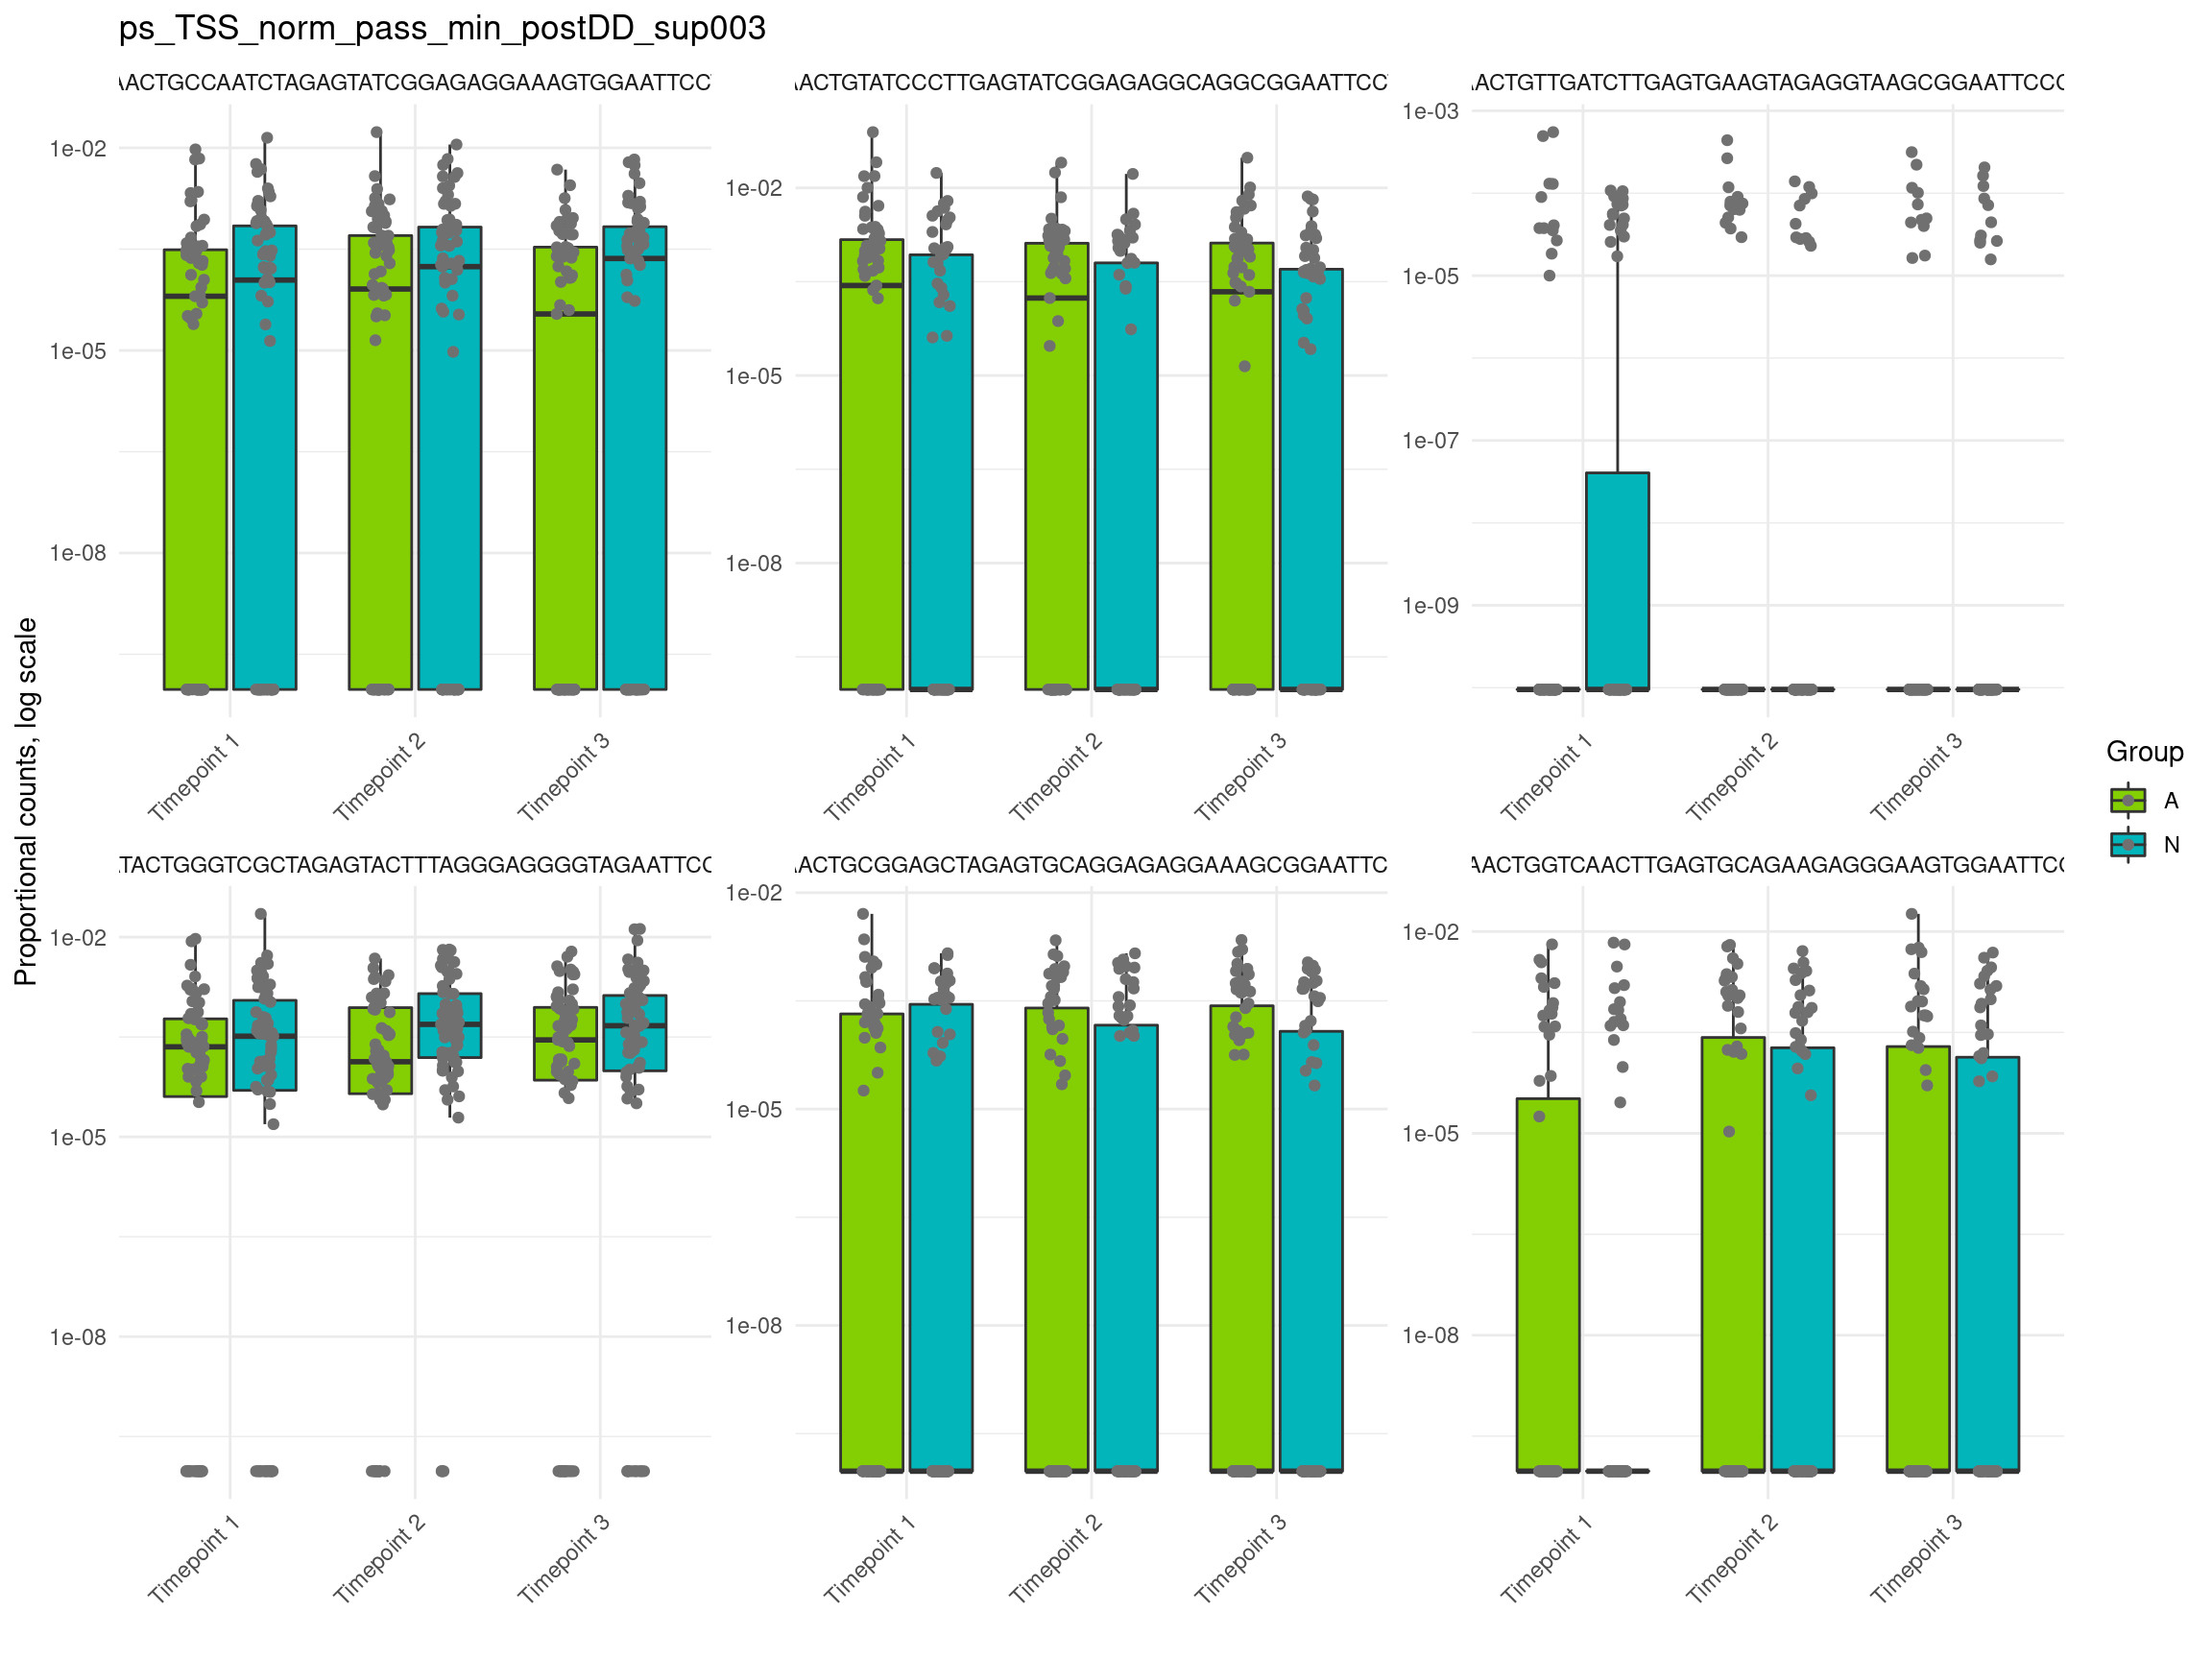 ps_TSS_norm_pass_min_postDD_sup003
AACTGCCAATCTAGAGTATCGGAGAGGAAAGTGGAATTCC
AACTGTATCCCTTGAGTATCGGAGAGGCAGGCGGAATTCC
AACTGTTGATCTTGAGTGAAGTAGAGGTAAGCGGAATTCCC
1e-02
1e-05
1e-08
1e-02
1e-05
1e-08
1e-03
1e-05
1e-07
1e-09
Proportional counts, log scale
Timepoint 1
Timepoint 2
Timepoint 3
Timepoint 1
Timepoint 2
Timepoint 3
Timepoint 1
Timepoint 2
Timepoint 3
Group
A
N
TACTGGGTCGCTAGAGTACTTTAGGGAGGGGTAGAATTCC
AACTGCGGAGCTAGAGTGCAGGAGAGGAAAGCGGAATTC
AACTGGTCAACTTGAGTGCAGAAGAGGGAAGTGGAATTCC
1e-02
1e-05
1e-08
1e-02
1e-05
1e-08
1e-02
1e-05
1e-08
Timepoint 1
Timepoint 2
Timepoint 3
Timepoint 1
Timepoint 2
Timepoint 3
Timepoint 1
Timepoint 2
Timepoint 3